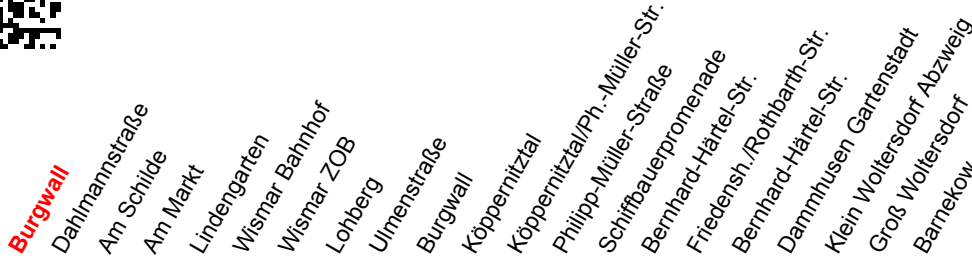 Burgwall
Dahlmannstraße
Am Schilde
Am Markt
Lindengarten
Wismar Bahnhof
Wismar ZOB
Lohberg
Ulmenstraße
Burgwall
Köppernitztal
Köppernitztal/Ph.-Müller-Str.
Philipp-Müller-Straße
Schiffbauerpromenade
Bernhard-Härtel-Str.
Friedensh./Rothbarth-Str.
Bernhard-Härtel-Str.
Dammhusen Gartenstadt
Klein Woltersdorf Abzweig
Groß Woltersdorf
Barnekow